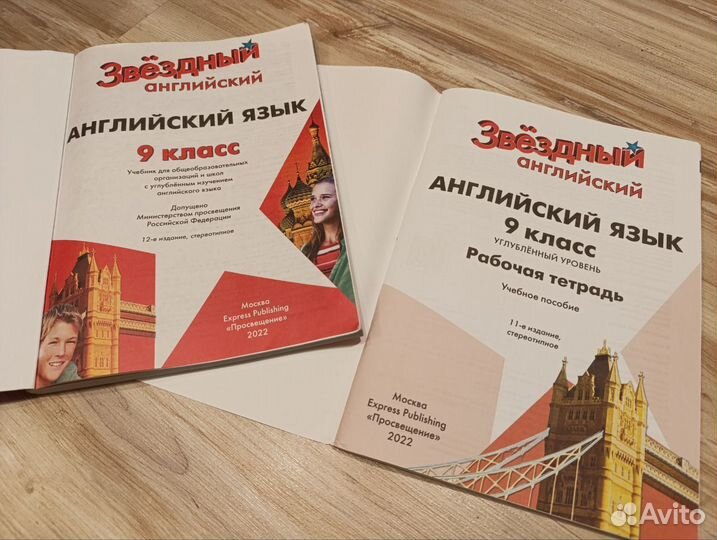 Звёздный
английский
АНГЛИЙСКИЙ ЯЗЫК
9 класс
Учебник для общеобразовательных
организаций и школ
с углублённым изучением
английского языка
Допущено
Министерством просвещения
Российской Федерации
12-е издание, стереотипное
Москва
Express Publishing
«Просвещение»
2022
Звёздный
английский
АНГЛИЙСКИЙ ЯЗЫК
9 класс
УГЛУБЛЁННЫЙ УРОВЕНЬ
Рабочая тетрадь
Учебное пособие
11-е издание,
стереотипное
Москва
Express Publishing
«Просвещение»
2022
Avito